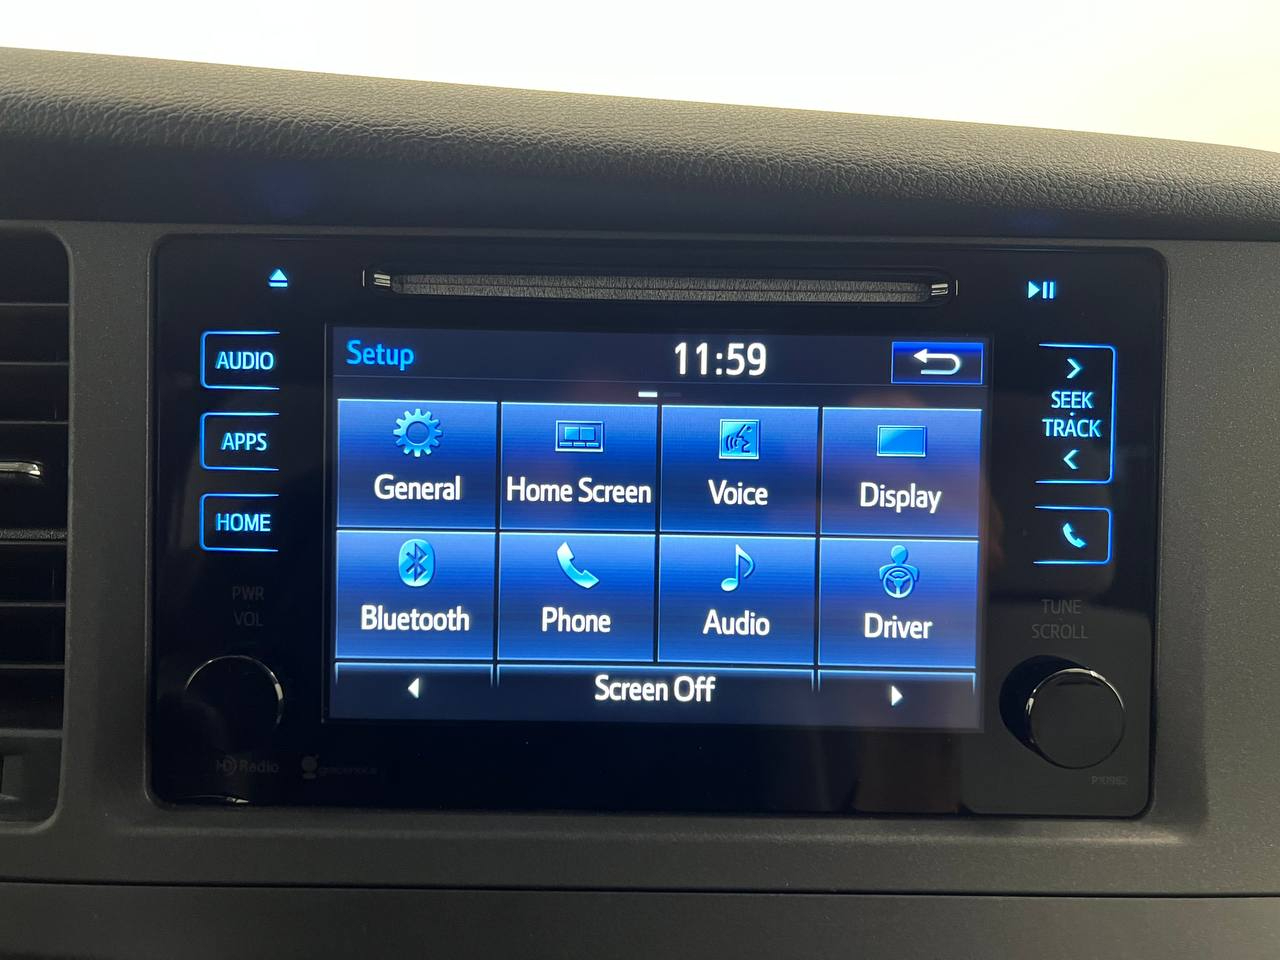 AUDIO
APPS
HOME
PWR
VOL
HD Radio
gracenote
Setup
11:59
General
Home Screen
Voice
Display
Bluetooth
Phone
Audio
Driver
Screen Off
SEEK
TRACK
TUNE
SCROLL